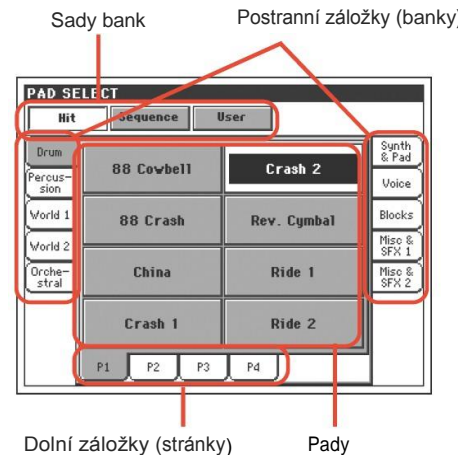 Sady bank
Postranní záložky (banky)
PAD SELECT
Hit Sequence User
Drum
Percus-
sion
World 1
World 2
Orche-
stral
88 Cowbell Crash 2
88 Crash Rev. Cymbal
China Ride 1
Crash 1 Ride 2
Synth
& Pad
Voice
Blocks
Misc &
SFX 1
Misc &
SFX 2
P1 P2 P3 P4
Dolní záložky (stránky)
Pady